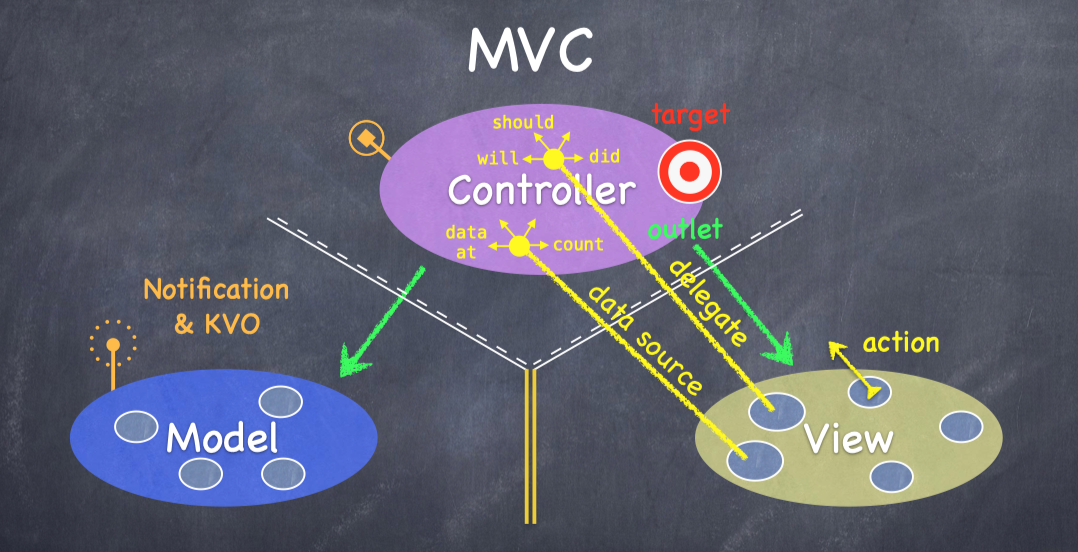 MVC
should
will
did
target
Controller
data
at
count
outlet
delegate
data source
Notification
& KVO
action
Model
View